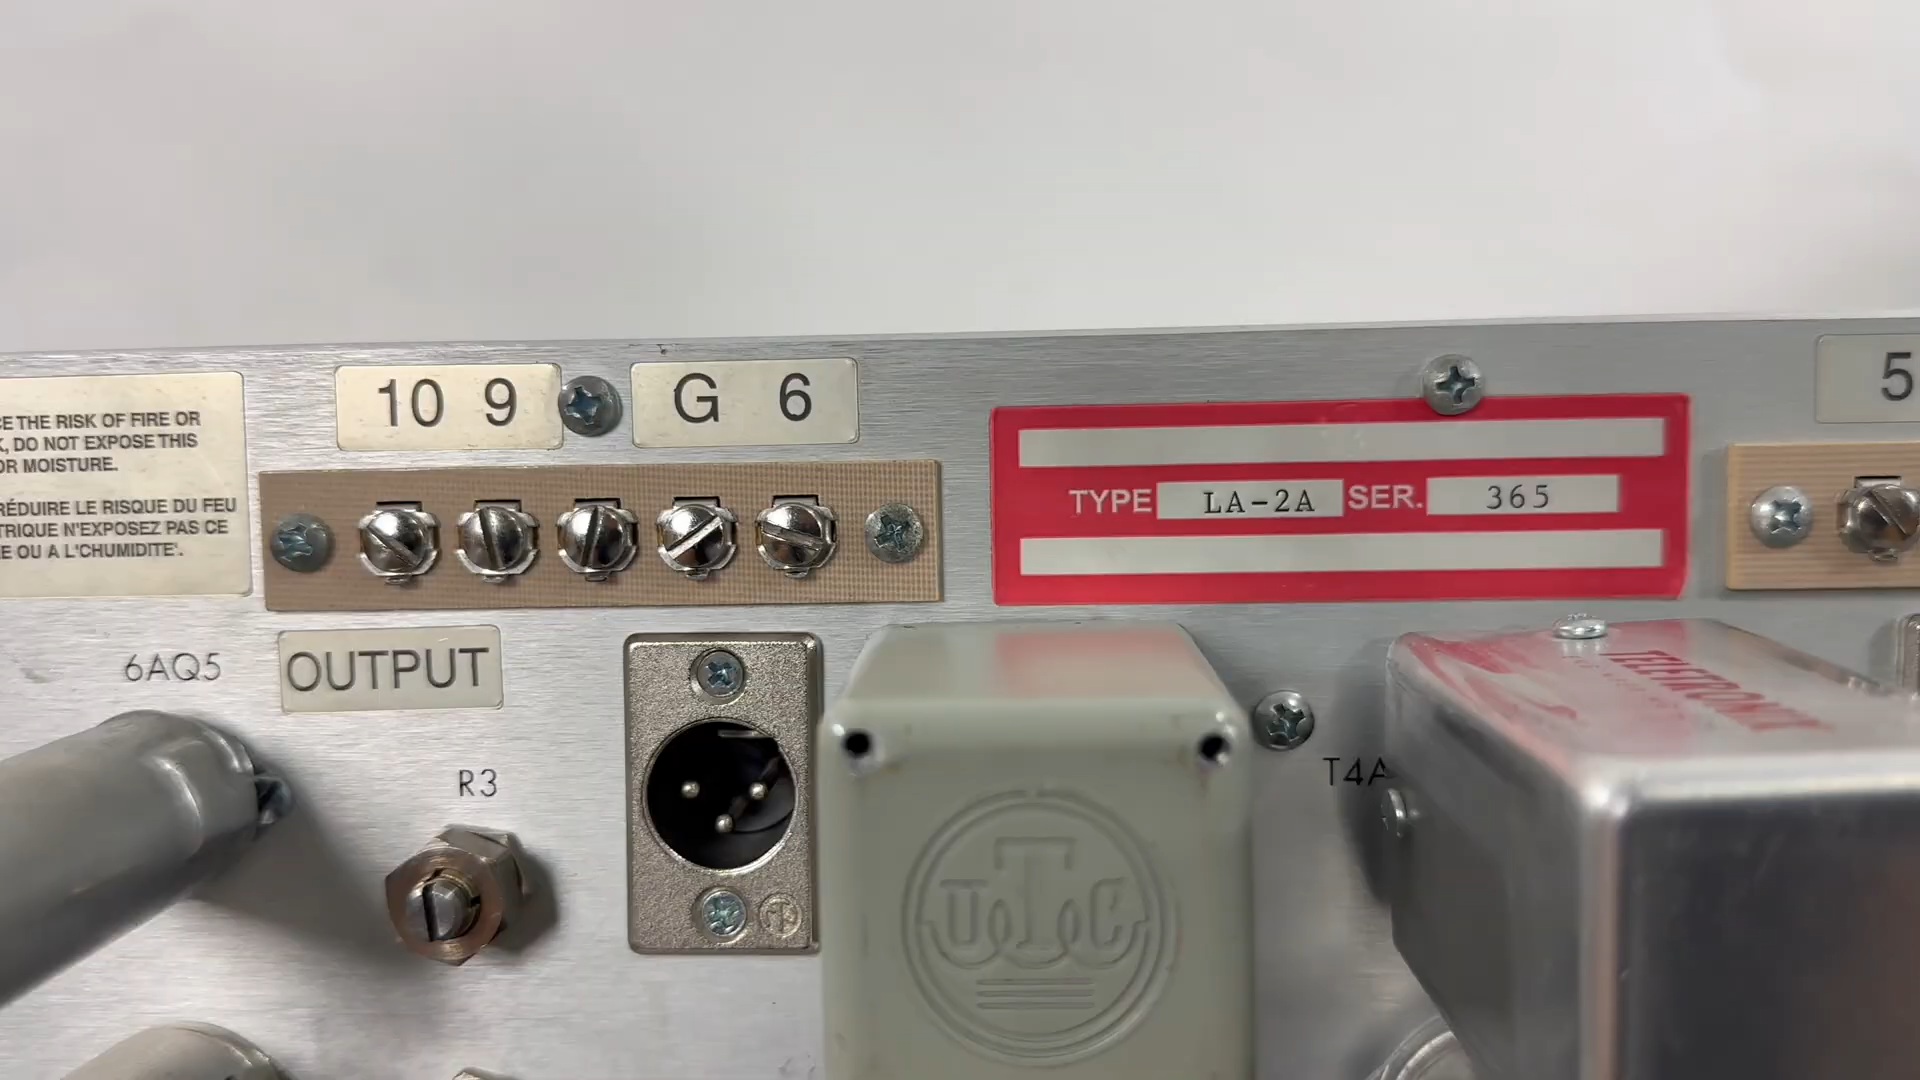 CE THE RISK OF FIRE OR
K, DO NOT EXPOSE THIS
OR MOISTURE.
RÉDUIRE LE RISQUE DU FEU
TRIQUE N'EXPOSEZ PAS CE
E OU A L'CHUMIDITE'.
10 9
G 6
TYPE LA-2A SER. 365
5
6AQ5
OUTPUT
R3
T4A
UTC
TELETRONIX